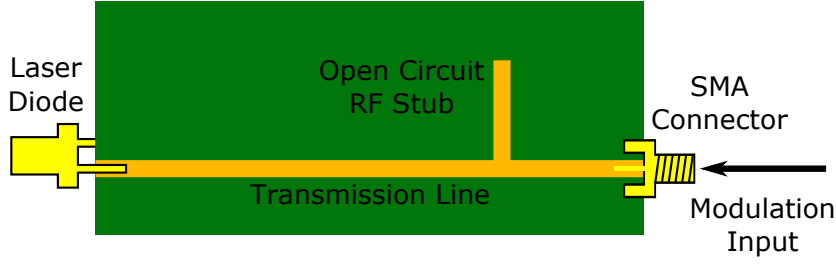 Laser
Diode
Open Circuit
RF Stub
SMA
Connector
Transmission Line
Modulation
Input